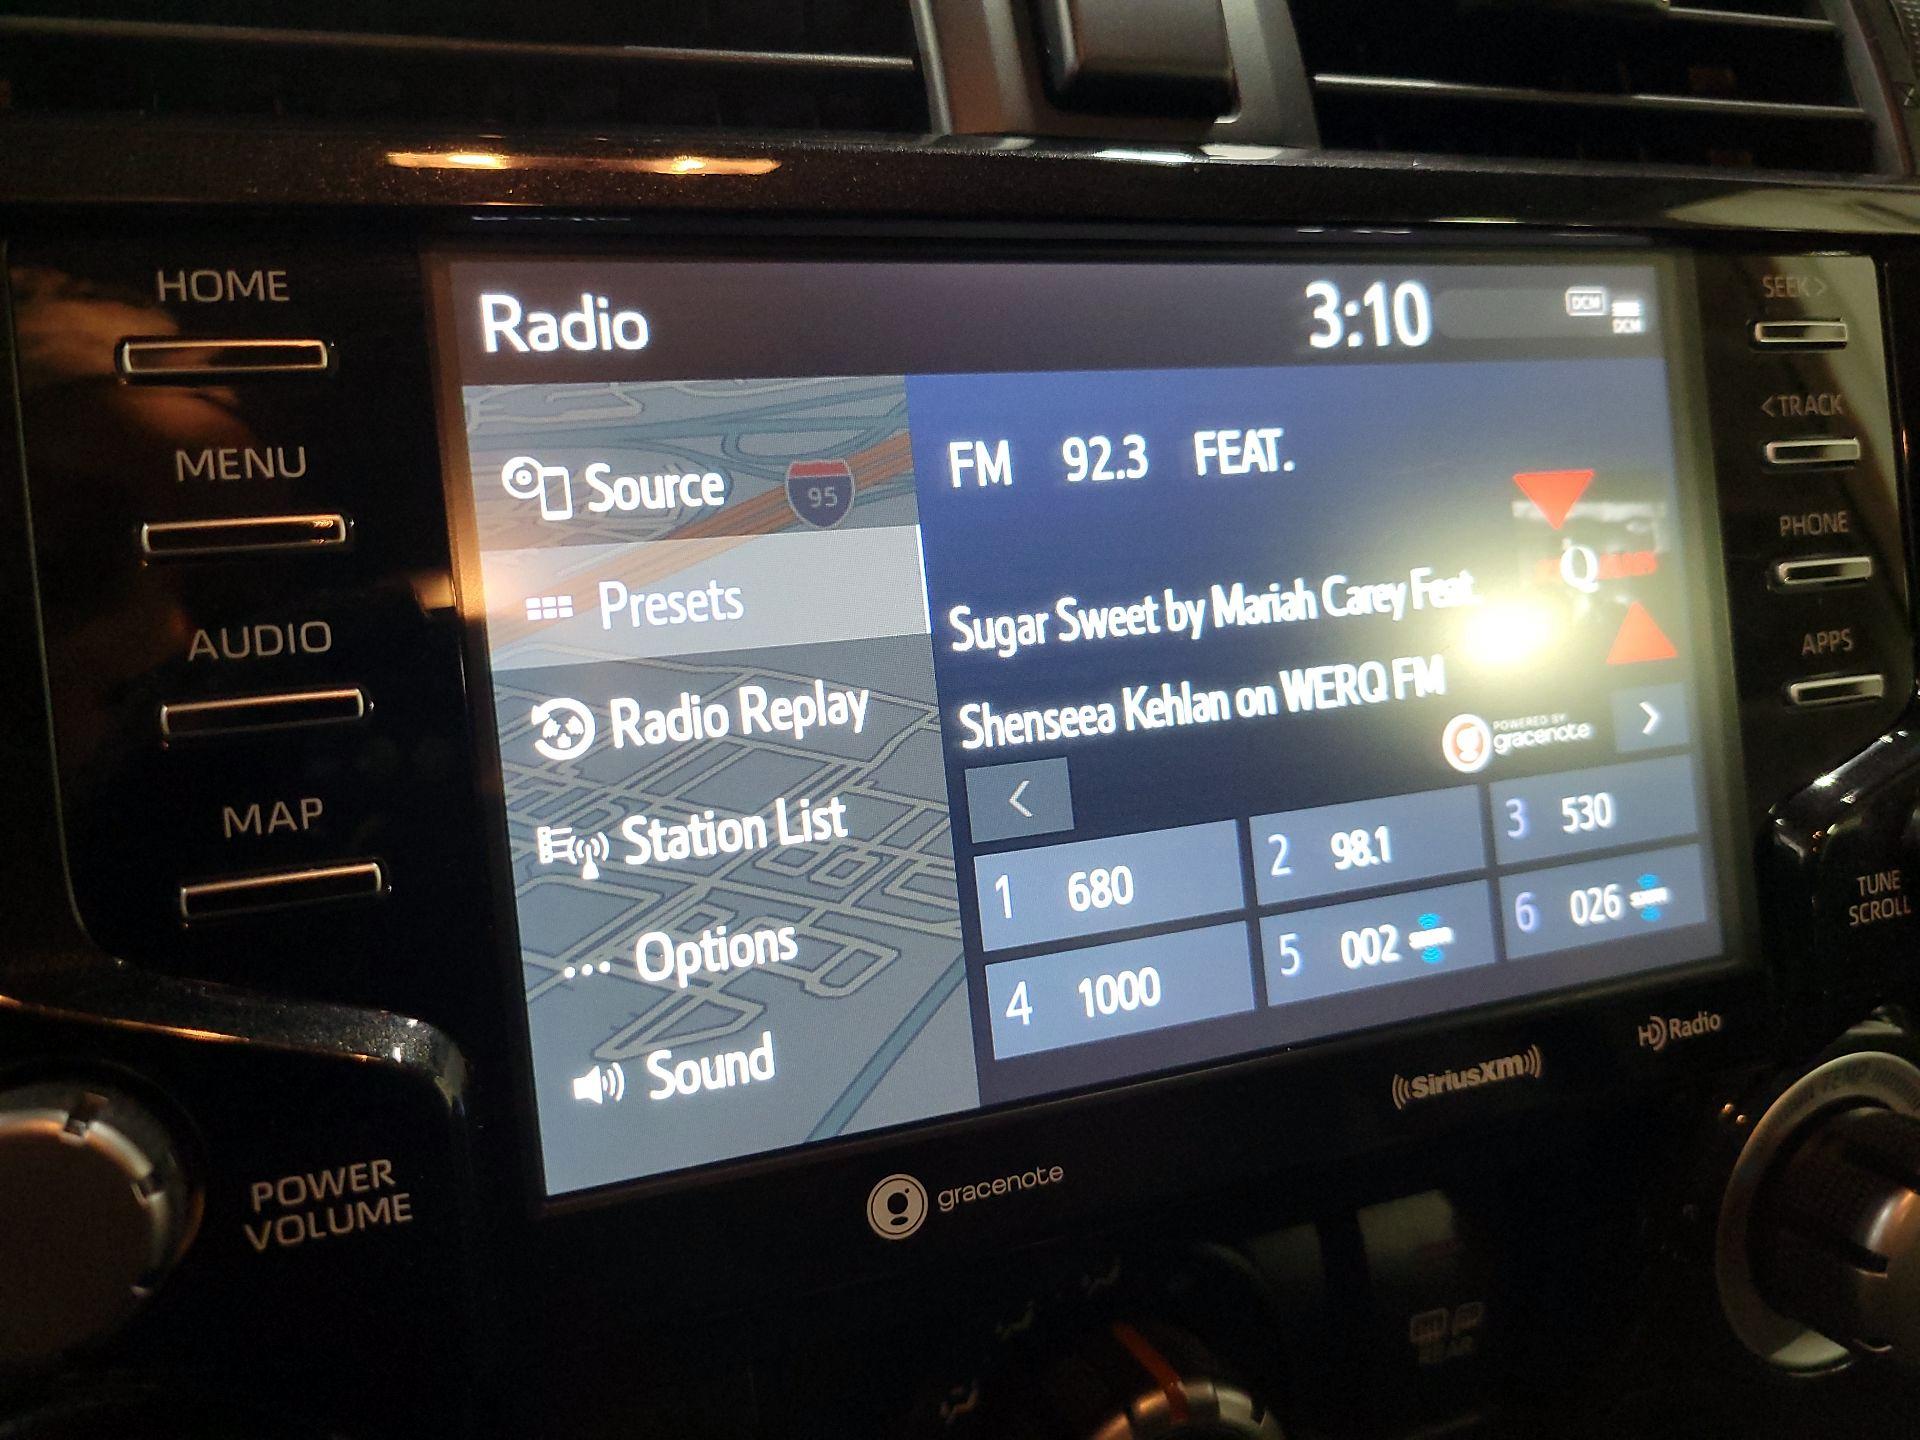 HOME
MENU
AUDIO
MAP
POWER
VOLUME
Radio
3:10
DCM
DCM
Source
95
Presets
Radio Replay
Station List
Options
Sound
FM 92.3 FEAT.
Q
Sugar Sweet by Mariah Carey Feat.
Shenseea Kehlan on WERQ FM
POWERED BY
gracenote
<
>
1 680
2 98.1
3 530
4 1000
5 002
6 026
gracenote
((SiriusXM))
HD Radio
SEEK >
< TRACK
PHONE
APPS
TUNE
SCROLL
REAR